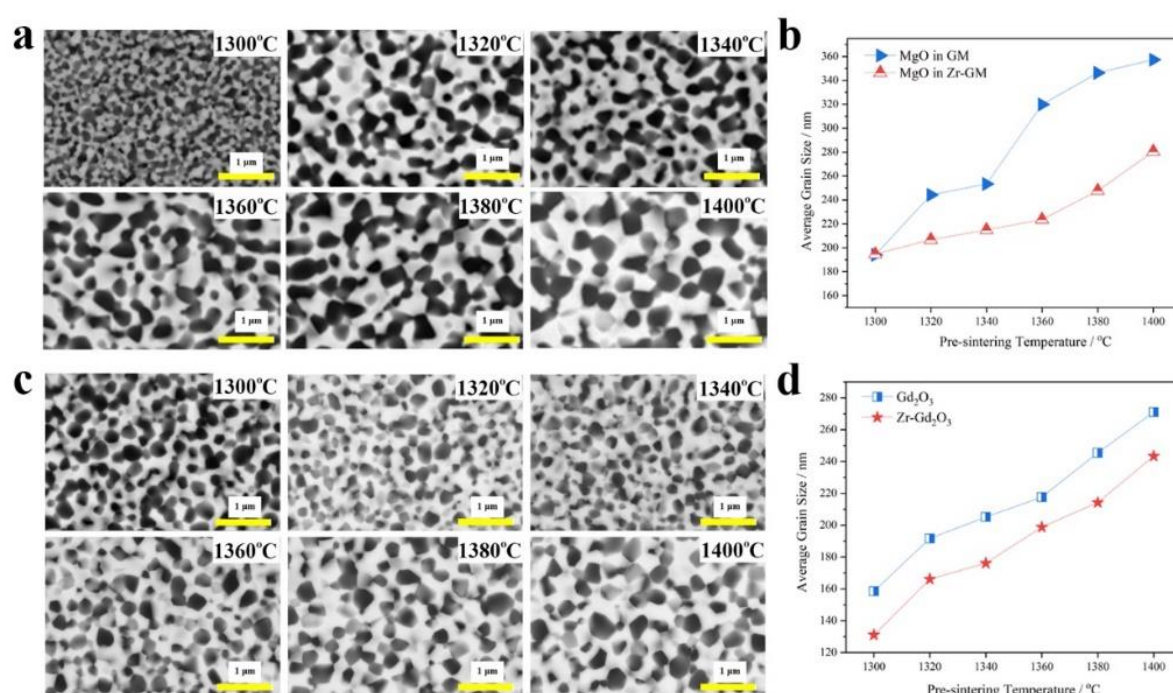 a
1300°C
1320°C
1340°C
1 µm
1 µm
1 µm
1360°C
1380°C
1400°C
1 µm
1 µm
1 µm
b
MgO in GM
MgO in Zr-GM
Average Grain Size / nm
360
340
320
300
280
260
240
220
200
180
160
1300
1320
1340
1360
1380
1400
Pre-sintering Temperature / °C
c
1300°C
1320°C
1340°C
1 µm
1 µm
1 µm
1360°C
1380°C
1400°C
1 µm
1 µm
1 µm
d
Gd₂O₃
Zr-Gd₂O₃
Average Grain Size / nm
280
260
240
220
200
180
160
140
120
1300
1320
1340
1360
1380
1400
Pre-sintering Temperature / °C